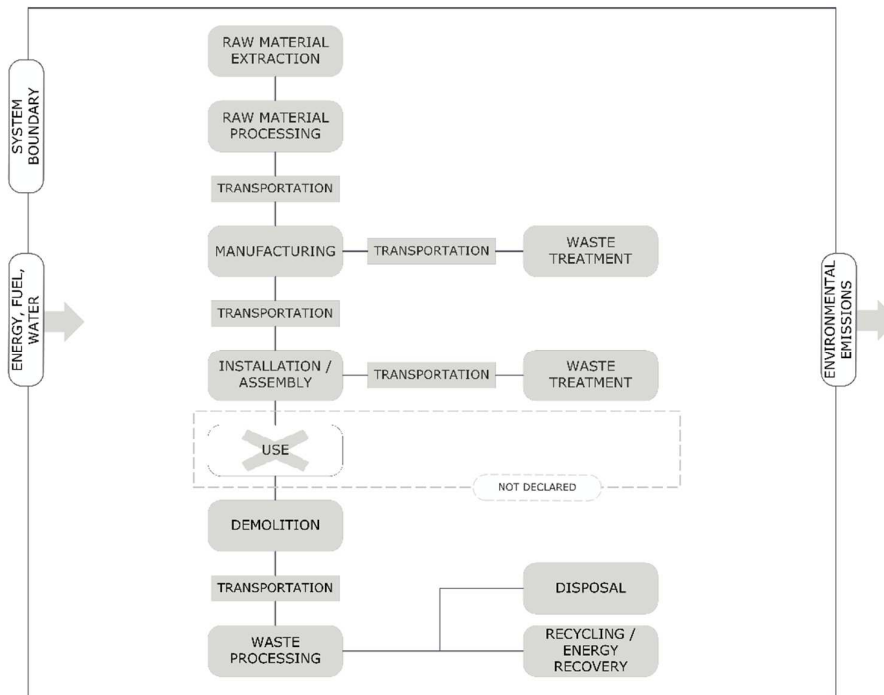 RAW MATERIAL
EXTRACTION
SYSTEM
BOUNDARY
RAW MATERIAL
PROCESSING
TRANSPORTATION
MANUFACTURING
TRANSPORTATION
WASTE
TREATMENT
ENERGY, FUEL,
WATER
ENVIRONMENTAL
EMISSIONS
TRANSPORTATION
INSTALLATION /
ASSEMBLY
TRANSPORTATION
WASTE
TREATMENT
USE
NOT DECLARED
DEMOLITION
TRANSPORTATION
DISPOSAL
WASTE
PROCESSING
RECYCLING /
ENERGY
RECOVERY